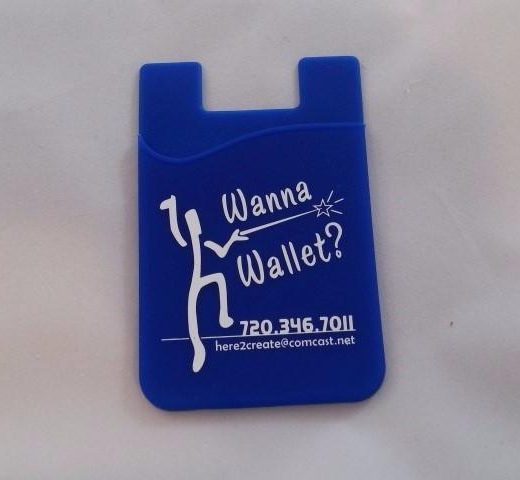 Wanna
Wallet?
720.346.7011
here2create@comcast.net